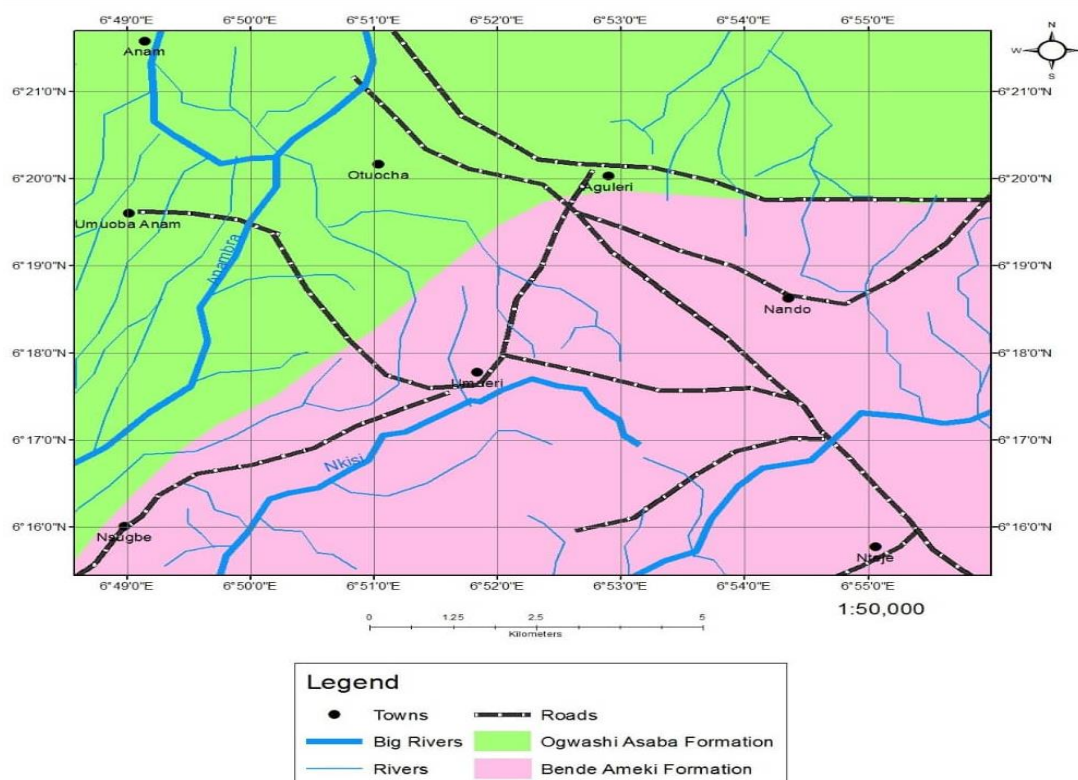 6°49'0"E 6°50'0"E 6°51'0"E 6°52'0"E 6°53'0"E 6°54'0"E 6°55'0"E
N
W E
S
Anam
6°21'0"N 6°21'0"N
Otuocha
6°20'0"N 6°20'0"N
Aguleri
Umuoba Anam
Anambra
6°19'0"N 6°19'0"N
Nando
6°18'0"N 6°18'0"N
Umueri
6°17'0"N 6°17'0"N
Nkisi
6°16'0"N 6°16'0"N
Nsugbe
Nteje
6°49'0"E 6°50'0"E 6°51'0"E 6°52'0"E 6°53'0"E 6°54'0"E 6°55'0"E
1:50,000
0 1.25 2.5 5
Kilometers
Legend
Towns Roads
Big Rivers Ogwashi Asaba Formation
Rivers Bende Ameki Formation